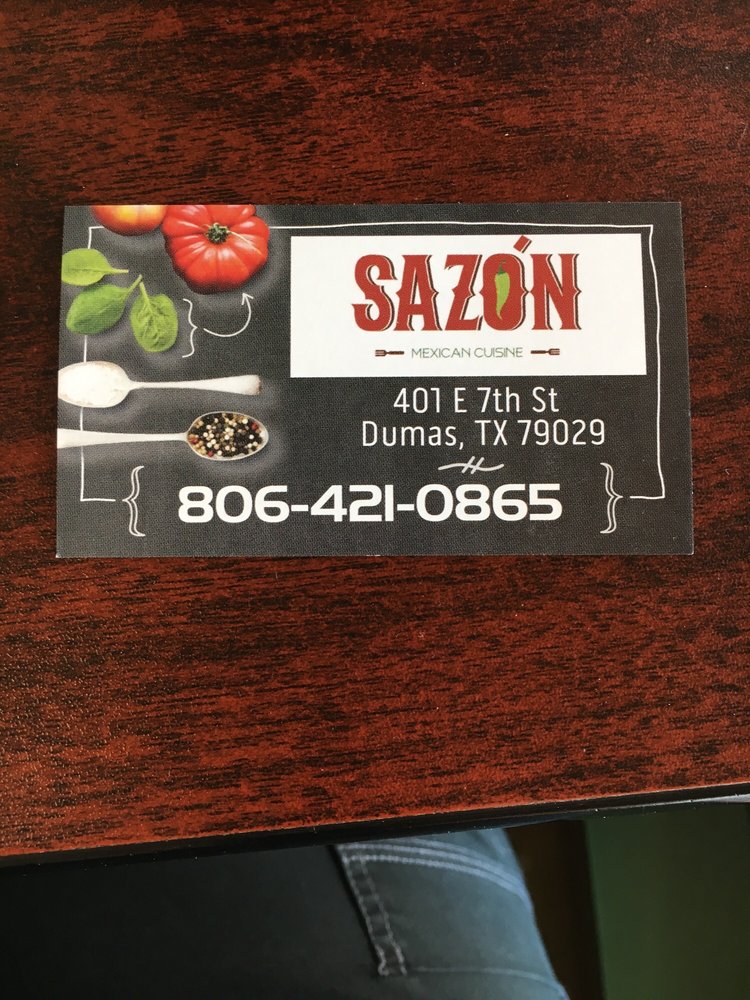 SAZÓN
MEXICAN CUISINE
401 E 7th St
Dumas, TX 79029
806-421-0865